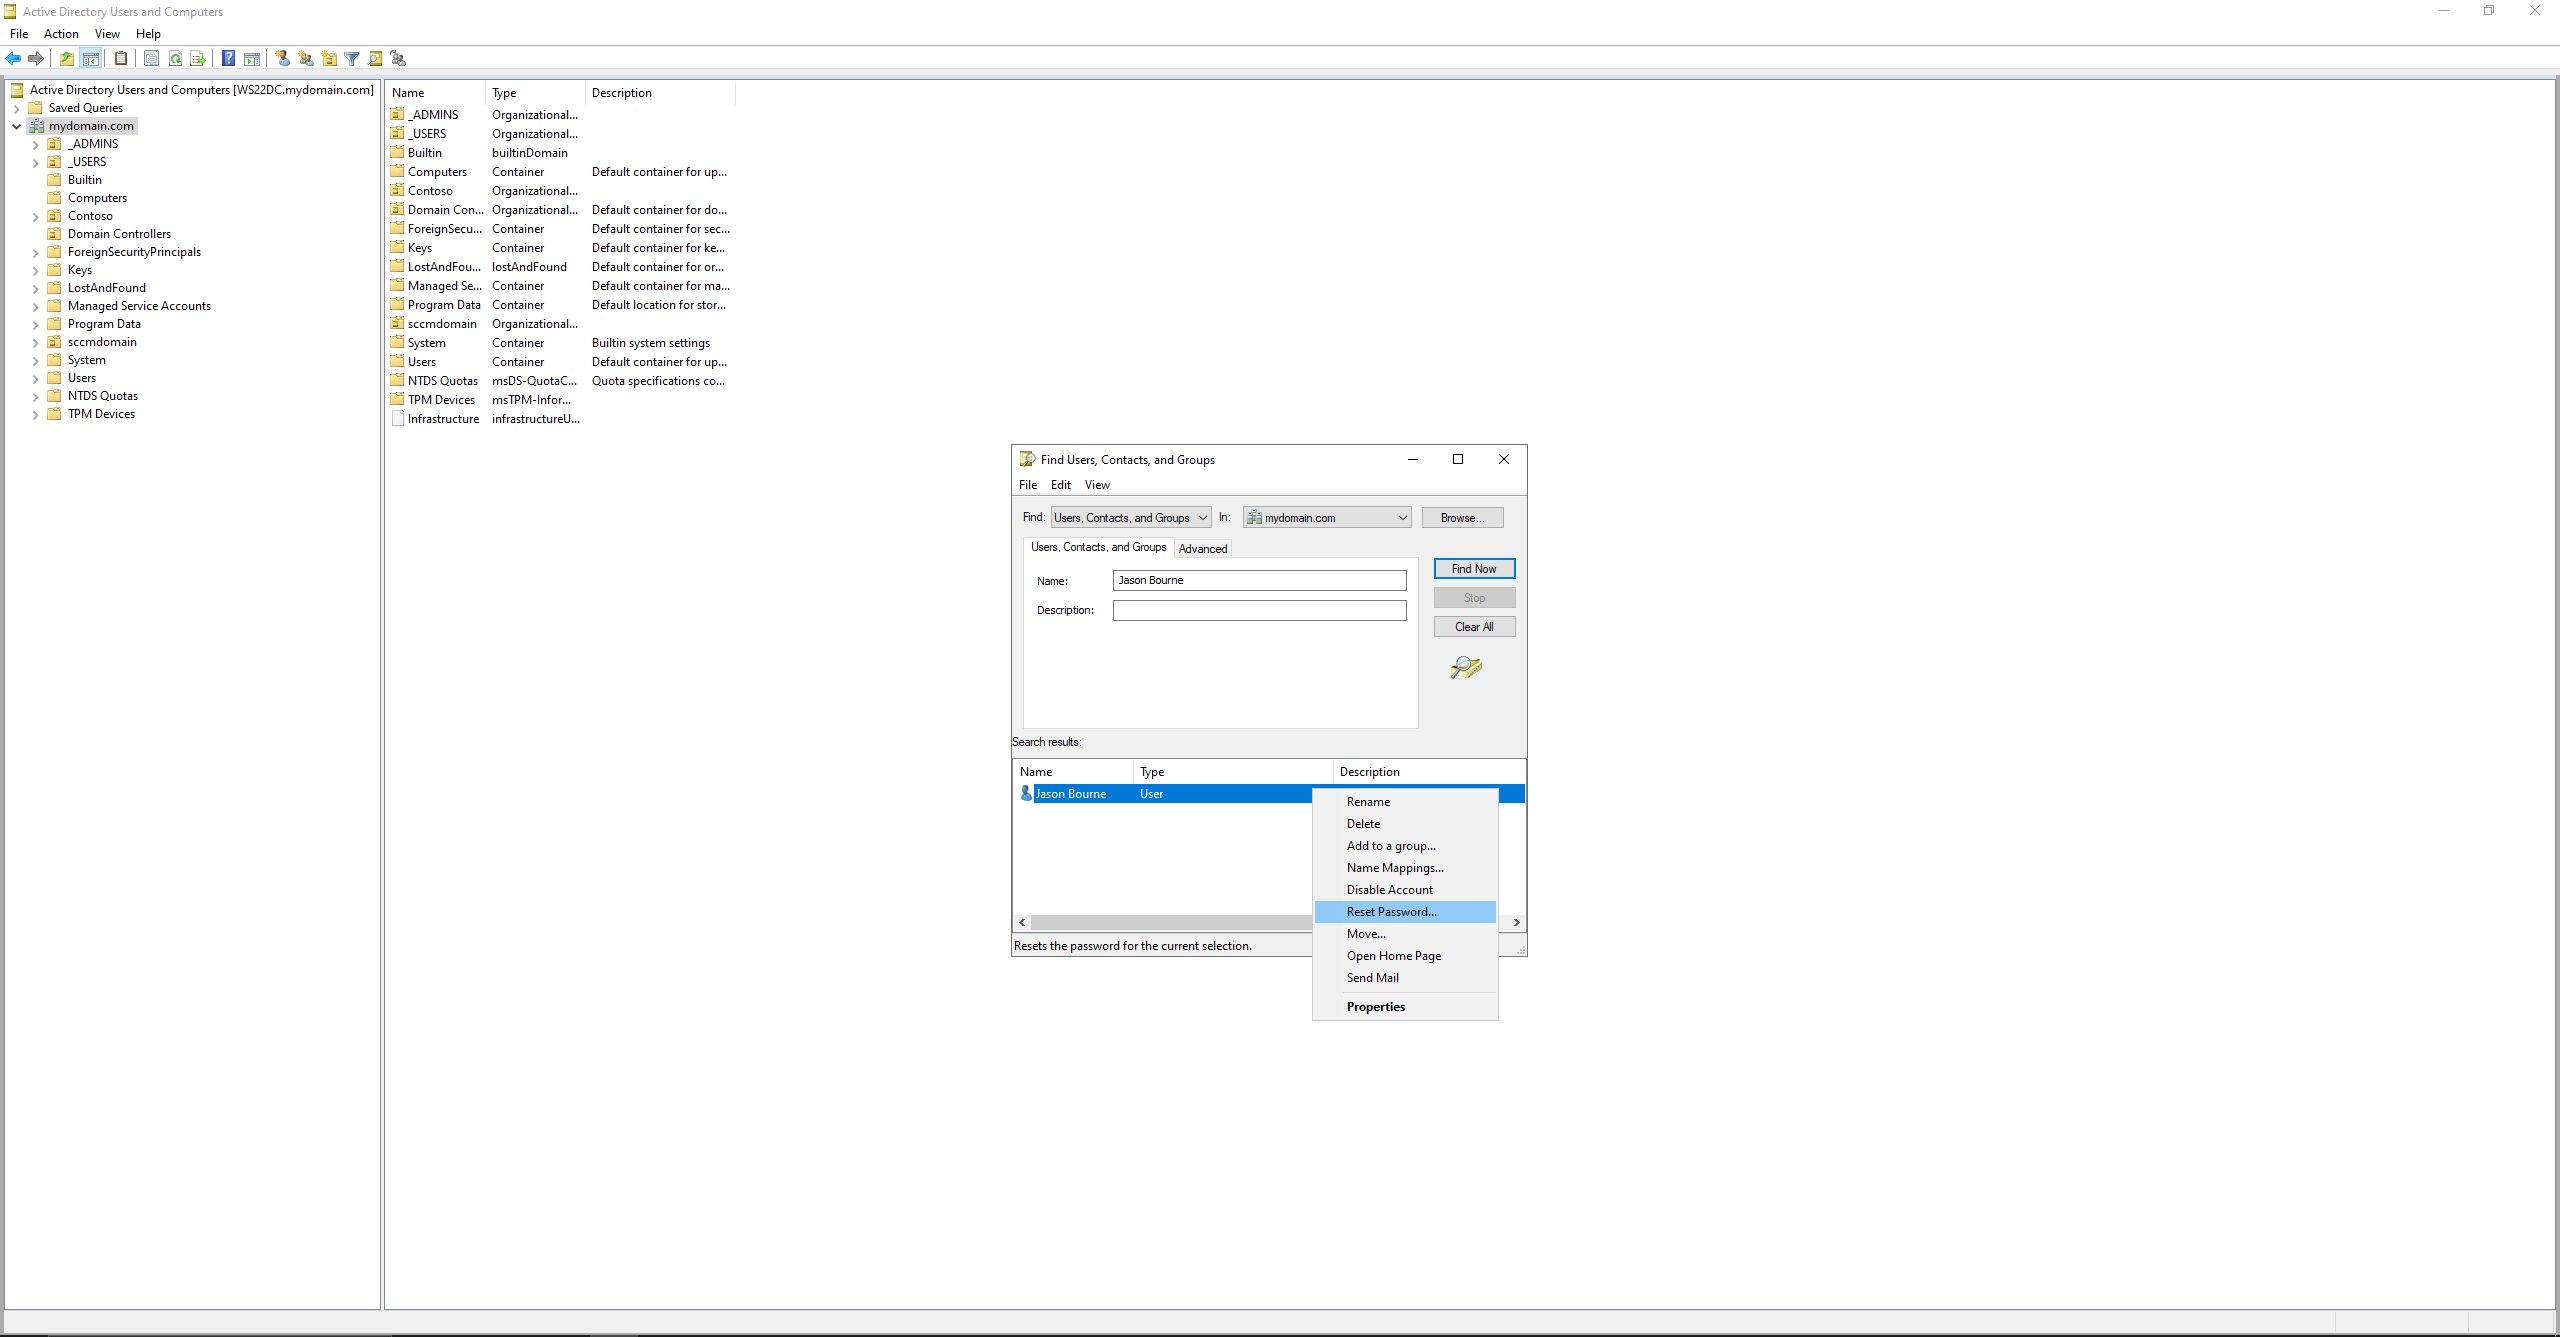 Active Directory Users and Computers
File Action View Help
Active Directory Users and Computers [WS22DC.mydomain.com]
Saved Queries
mydomain.com
_ADMINS
_USERS
Builtin
Computers
Contoso
Domain Controllers
ForeignSecurityPrincipals
Keys
LostAndFound
Managed Service Accounts
Program Data
sccmdomain
System
Users
NTDS Quotas
TPM Devices
Name Type Description
_ADMINS Organizational...
_USERS Organizational...
Builtin builtinDomain
Computers Container Default container for up...
Contoso Organizational...
Domain Con... Organizational... Default container for do...
ForeignSecu... Container Default container for sec...
Keys Container Default container for ke...
LostAndFou... lostAndFound Default container for or...
Managed Se... Container Default container for ma...
Program Data Container Default location for stor...
sccmdomain Organizational...
System Container Builtin system settings
Users Container Default container for up...
NTDS Quotas msDS-QuotaC... Quota specifications co...
TPM Devices msTPM-Infor...
Infrastructure infrastructureU...
Find Users, Contacts, and Groups
File Edit View
Find: Users, Contacts, and Groups In: mydomain.com Browse...
Users, Contacts, and Groups Advanced
Name: Jason Bourne
Description:
Find Now
Stop
Clear All
Search results:
Name Type Description
Jason Bourne User
Rename
Delete
Add to a group...
Name Mappings...
Disable Account
Reset Password...
Move...
Open Home Page
Send Mail
Properties
Resets the password for the current selection.